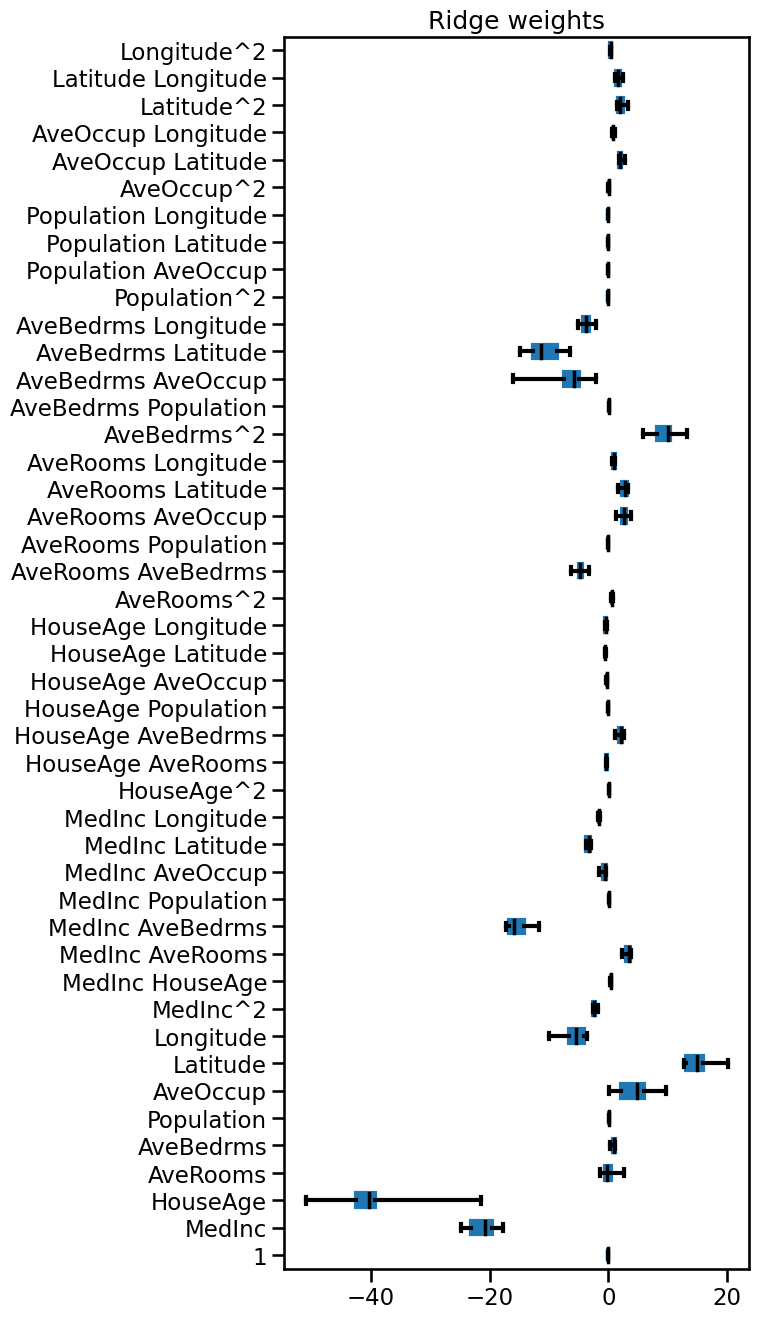 Ridge weights
Longitude^2
Latitude Longitude
Latitude^2
AveOccup Longitude
AveOccup Latitude
AveOccup^2
Population Longitude
Population Latitude
Population AveOccup
Population^2
AveBedrms Longitude
AveBedrms Latitude
AveBedrms AveOccup
AveBedrms Population
AveBedrms^2
AveRooms Longitude
AveRooms Latitude
AveRooms AveOccup
AveRooms Population
AveRooms AveBedrms
AveRooms^2
HouseAge Longitude
HouseAge Latitude
HouseAge AveOccup
HouseAge Population
HouseAge AveBedrms
HouseAge AveRooms
HouseAge^2
MedInc Longitude
MedInc Latitude
MedInc AveOccup
MedInc Population
MedInc AveBedrms
MedInc AveRooms
MedInc HouseAge
MedInc^2
Longitude
Latitude
AveOccup
Population
AveBedrms
AveRooms
HouseAge
MedInc
1
−40 −20 0 20